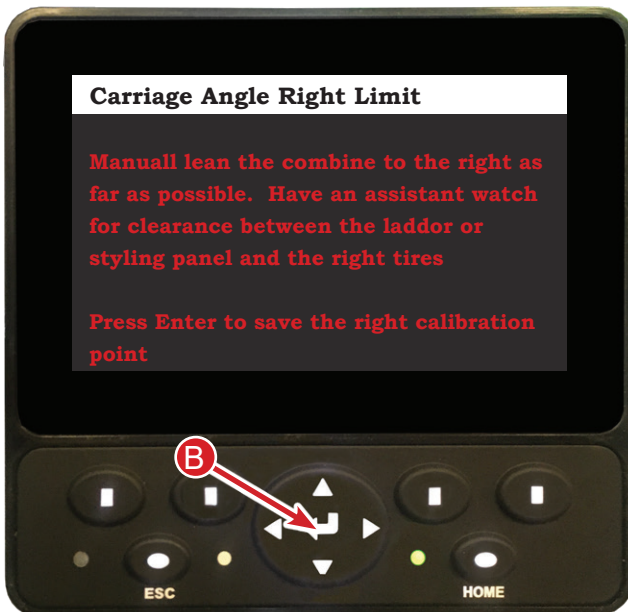 Carriage Angle Right Limit
Manuall lean the combine to the right as
far as possible.  Have an assistant watch
for clearance between the laddor or
styling panel and the right tires
Press Enter to save the right calibration
point
B
ESC
HOME